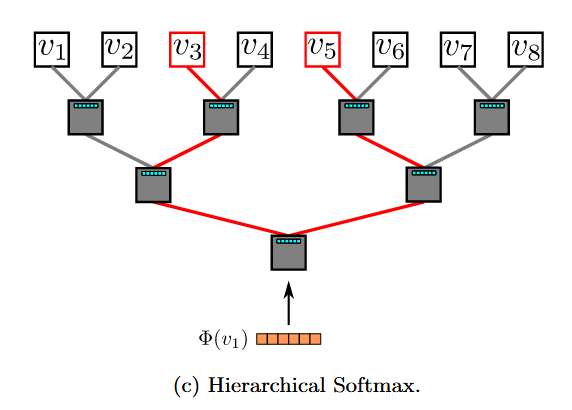 v1 v2 v3 v4 v5 v6 v7 v8
Φ(v1)
(c) Hierarchical Softmax.